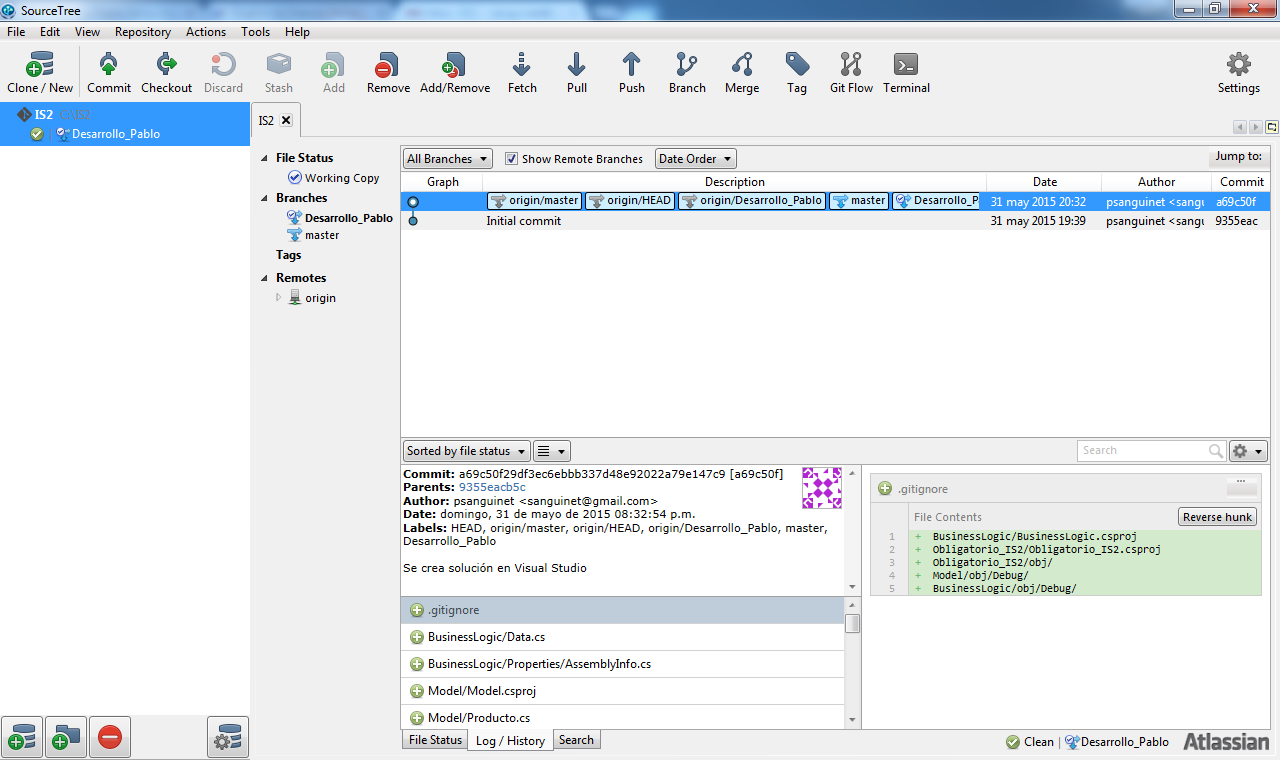 SourceTree
File Edit View Repository Actions Tools Help
Clone / New Commit Checkout Discard Stash Add Remove Add/Remove Fetch Pull Push Branch Merge Tag Git Flow Terminal Settings
IS2 C:\IS2
Desarrollo_Pablo
IS2
File Status
Working Copy
Branches
Desarrollo_Pablo
master
Tags
Remotes
origin
All Branches Show Remote Branches Date Order Jump to:
Graph Description Date Author Commit
origin/master origin/HEAD origin/Desarrollo_Pablo master Desarrollo_P 31 may 2015 20:32 psanguinet <sangu a69c50f
Initial commit 31 may 2015 19:39 psanguinet <sangu 9355eac
Sorted by file status Search
Commit: a69c50f29df3ec6ebbb337d48e92022a79e147c9 [a69c50f]
Parents: 9355eacb5c
Author: psanguinet <sanguinet@gmail.com>
Date: domingo, 31 de mayo de 2015 08:32:54 p.m.
Labels: HEAD, origin/master, origin/HEAD, origin/Desarrollo_Pablo, master,
Desarrollo_Pablo
Se crea solución en Visual Studio
.gitignore
BusinessLogic/Data.cs
BusinessLogic/Properties/AssemblyInfo.cs
Model/Model.csproj
Model/Producto.cs
.gitignore ...
File Contents Reverse hunk
1 + BusinessLogic/BusinessLogic.csproj
2 + Obligatorio_IS2/Obligatorio_IS2.csproj
3 + Obligatorio_IS2/obj/
4 + Model/obj/Debug/
5 + BusinessLogic/obj/Debug/
File Status Log / History Search
Clean Desarrollo_Pablo Atlassian